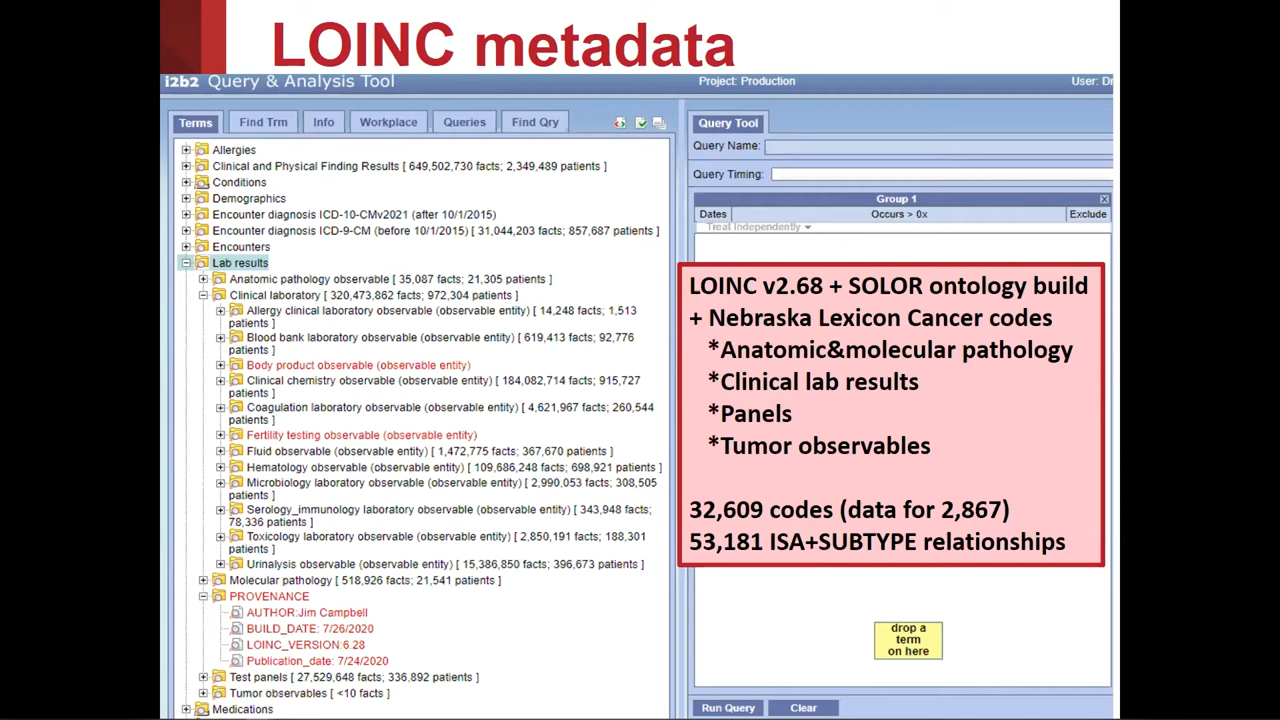 LOINC metadata
i2b2 Query & Analysis Tool
Project: Production
User: Dr
Terms
Find Trm
Info
Workplace
Queries
Find Qry
Allergies
Clinical and Physical Finding Results [ 649,502,730 facts; 2,349,489 patients ]
Conditions
Demographics
Encounter diagnosis ICD-10-CMv2021 (after 10/1/2015)
Encounter diagnosis ICD-9-CM (before 10/1/2015) [ 31,044,203 facts; 857,687 patients ]
Encounters
Lab results
Anatomic pathology observable [ 35,087 facts; 21,305 patients ]
Clinical laboratory [ 320,473,862 facts; 972,304 patients ]
Allergy clinical laboratory observable (observable entity) [ 14,248 facts; 1,513
patients ]
Blood bank laboratory observable (observable entity) [ 619,413 facts; 92,776
patients ]
Body product observable (observable entity)
Clinical chemistry observable (observable entity) [ 184,082,714 facts; 915,727
patients ]
Coagulation laboratory observable (observable entity) [ 4,621,967 facts; 260,544
patients ]
Fertility testing observable (observable entity)
Fluid observable (observable entity) [ 1,472,775 facts; 367,670 patients ]
Hematology observable (observable entity) [ 109,686,248 facts; 698,921 patients ]
Microbiology laboratory observable (observable entity) [ 2,990,053 facts; 308,505
patients ]
Serology_immunology laboratory observable (observable entity) [ 343,948 facts;
78,336 patients ]
Toxicology laboratory observable (observable entity) [ 2,850,191 facts; 188,301
patients ]
Urinalysis observable (observable entity) [ 15,386,850 facts; 396,673 patients ]
Molecular pathology [ 518,926 facts; 21,541 patients ]
PROVENANCE
AUTHOR:Jim Campbell
BUILD_DATE: 7/26/2020
LOINC_VERSION:6.28
Publication_date: 7/24/2020
Test panels [ 27,529,648 facts; 336,892 patients ]
Tumor observables [ <10 facts ]
Medications
Query Tool
Query Name:
Query Timing:
Group 1
X
Dates
Occurs > 0x
Exclude
Treat Independently
LOINC v2.68 + SOLOR ontology build
+ Nebraska Lexicon Cancer codes
*Anatomic&molecular pathology
*Clinical lab results
*Panels
*Tumor observables
32,609 codes (data for 2,867)
53,181 ISA+SUBTYPE relationships
drop a
term
on here
Run Query
Clear